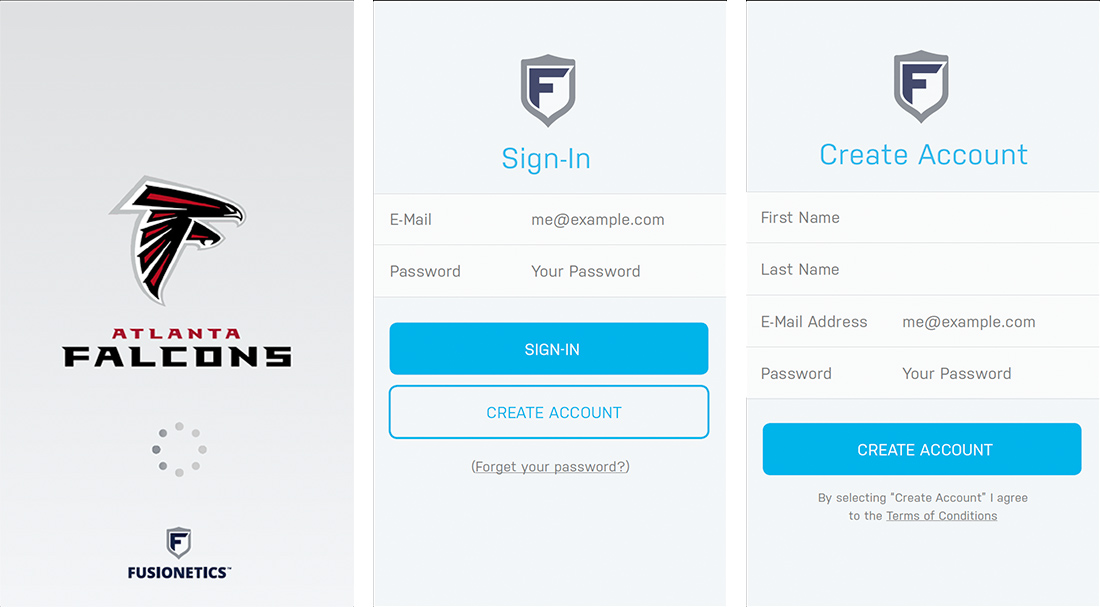 ATLANTA
FALCONS
F
FUSIONETICS™
F
Sign-In
E-Mail me@example.com
Password Your Password
SIGN-IN
CREATE ACCOUNT
(Forget your password?)
F
Create Account
First Name
Last Name
E-Mail Address me@example.com
Password Your Password
CREATE ACCOUNT
By selecting “Create Account” I agree
to the Terms of Conditions